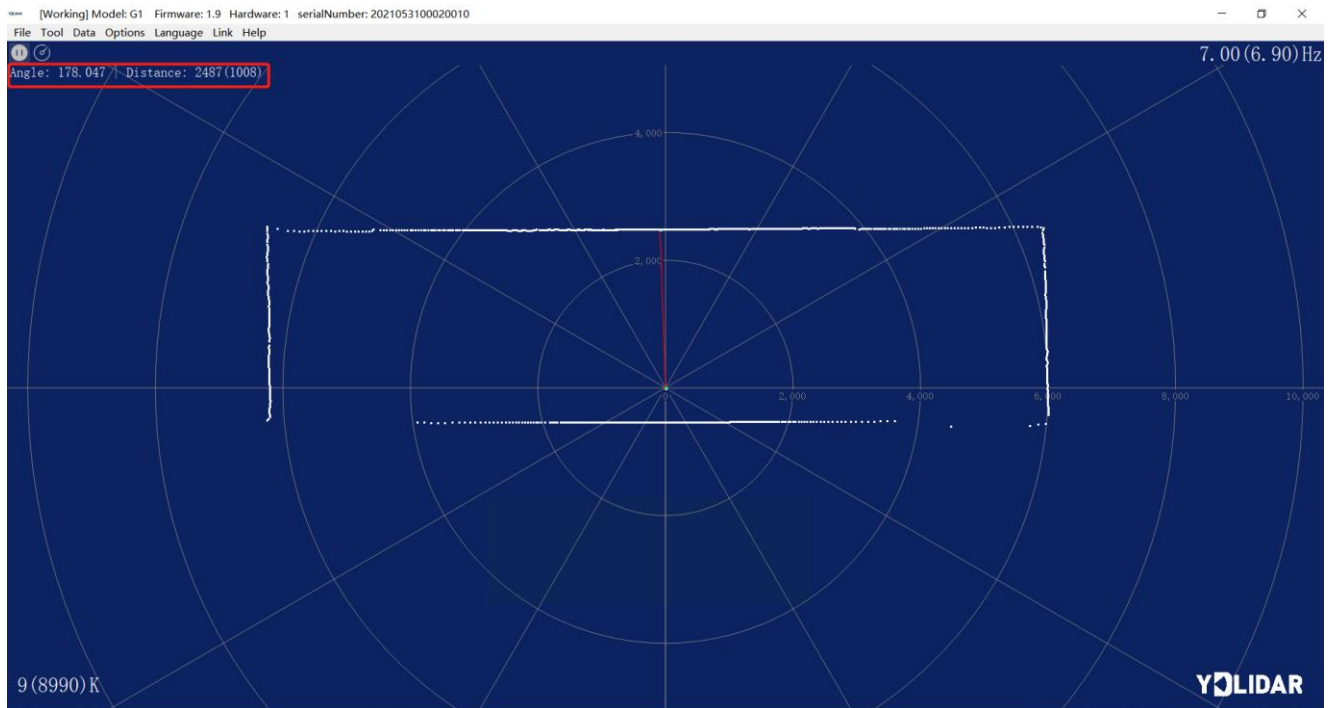 [Working] Model: G1 Firmware: 1.9 Hardware: 1 serialNumber: 2021053100020010
File Tool Data Options Language Link Help
7.00(6.90)Hz
Angle: 178.047 | Distance: 2487(1008)
4,000
2,000
0 2,000 4,000 6,000 8,000 10,000
9(8990)K
YDLIDAR